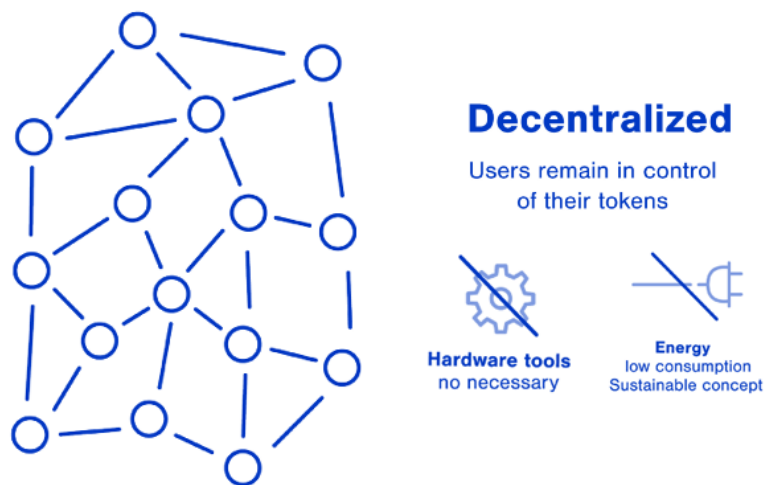 Decentralized
Users remain in control
of their tokens
Hardware tools
no necessary
Energy
low consumption
Sustainable concept